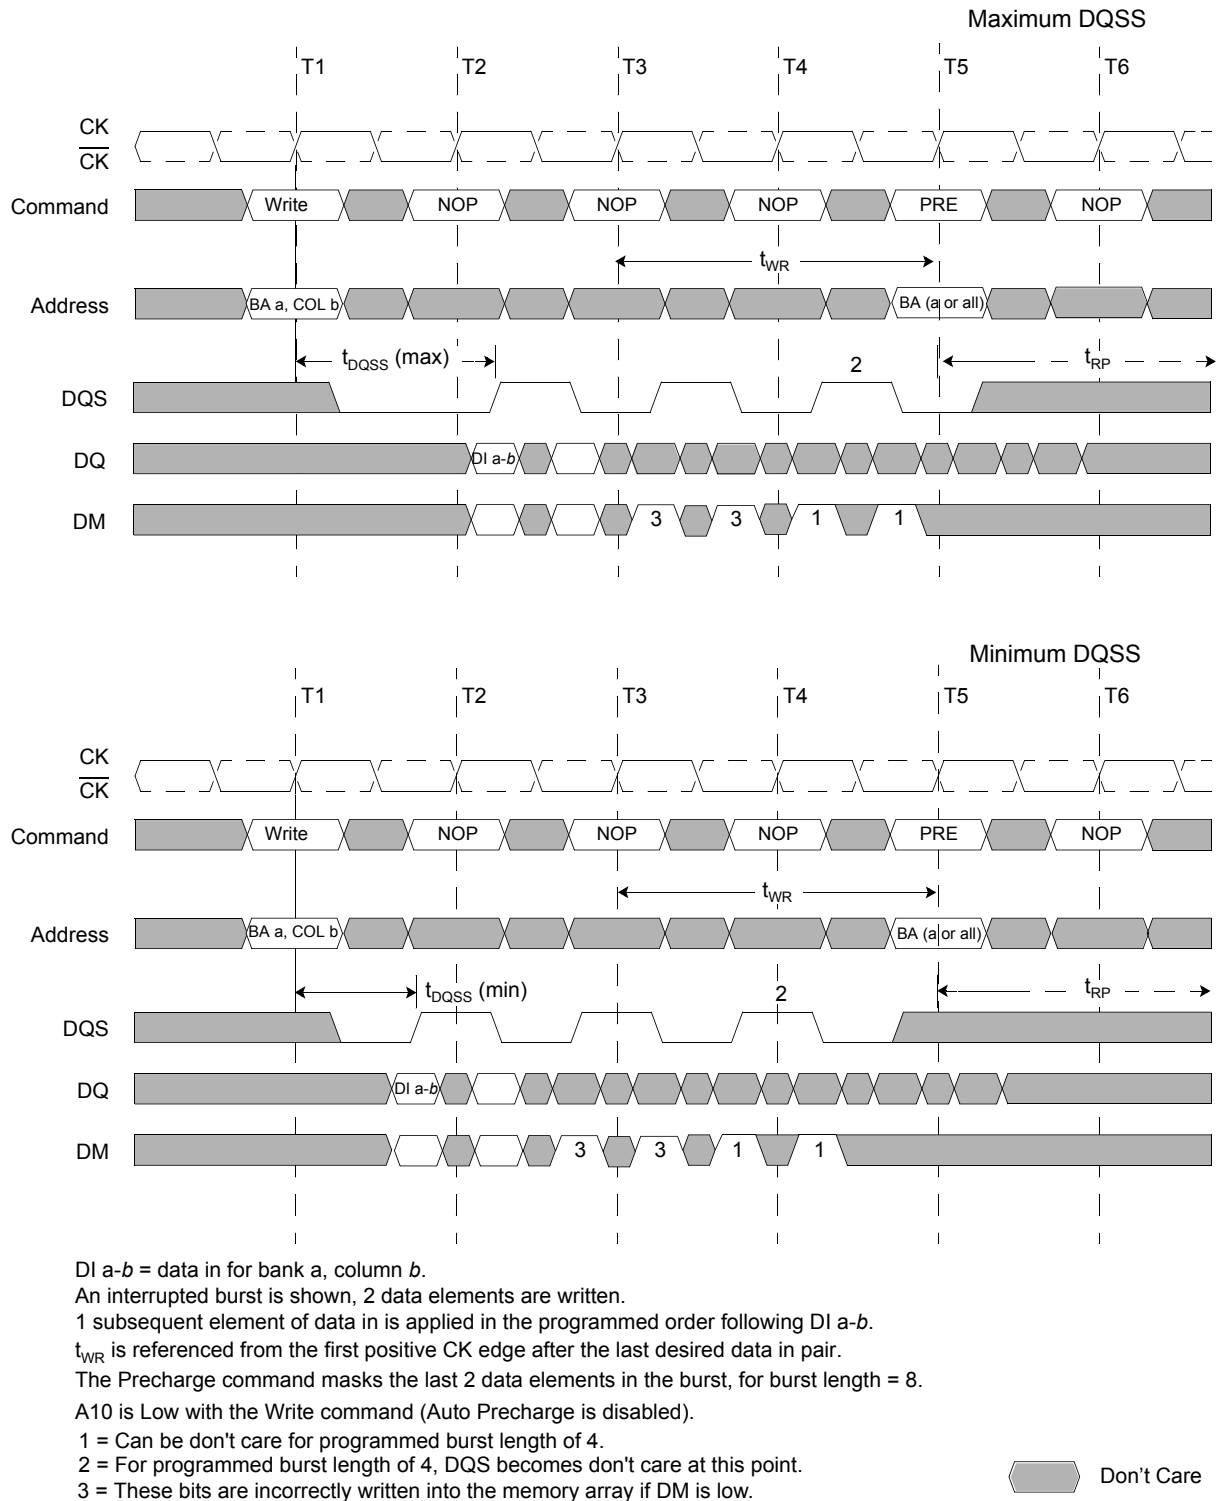 Maximum DQSS
T1 T2 T3 T4 T5 T6
CK
CK
Command Write NOP NOP NOP PRE NOP
tWR
Address BA a, COL b BA (a or all)
tDQSS (max) 2 tRP
DQS
DQ DI a-b
DM 3 3 1 1
Minimum DQSS
T1 T2 T3 T4 T5 T6
CK
CK
Command Write NOP NOP NOP PRE NOP
tWR
Address BA a, COL b BA (a or all)
tDQSS (min) 2 tRP
DQS
DQ DI a-b
DM 3 3 1 1
DI a-b = data in for bank a, column b.
An interrupted burst is shown, 2 data elements are written.
1 subsequent element of data in is applied in the programmed order following DI a-b.
tWR is referenced from the first positive CK edge after the last desired data in pair.
The Precharge command masks the last 2 data elements in the burst, for burst length = 8.
A10 is Low with the Write command (Auto Precharge is disabled).
1 = Can be don't care for programmed burst length of 4.
2 = For programmed burst length of 4, DQS becomes don't care at this point.
3 = These bits are incorrectly written into the memory array if DM is low.
Don't Care